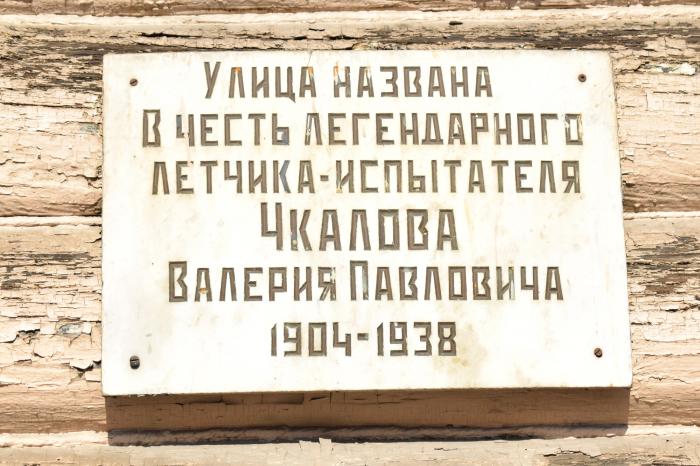 Улица названа
В честь легендарного
летчика-испытателя
Чкалова
Валерия Павловича
1904-1938